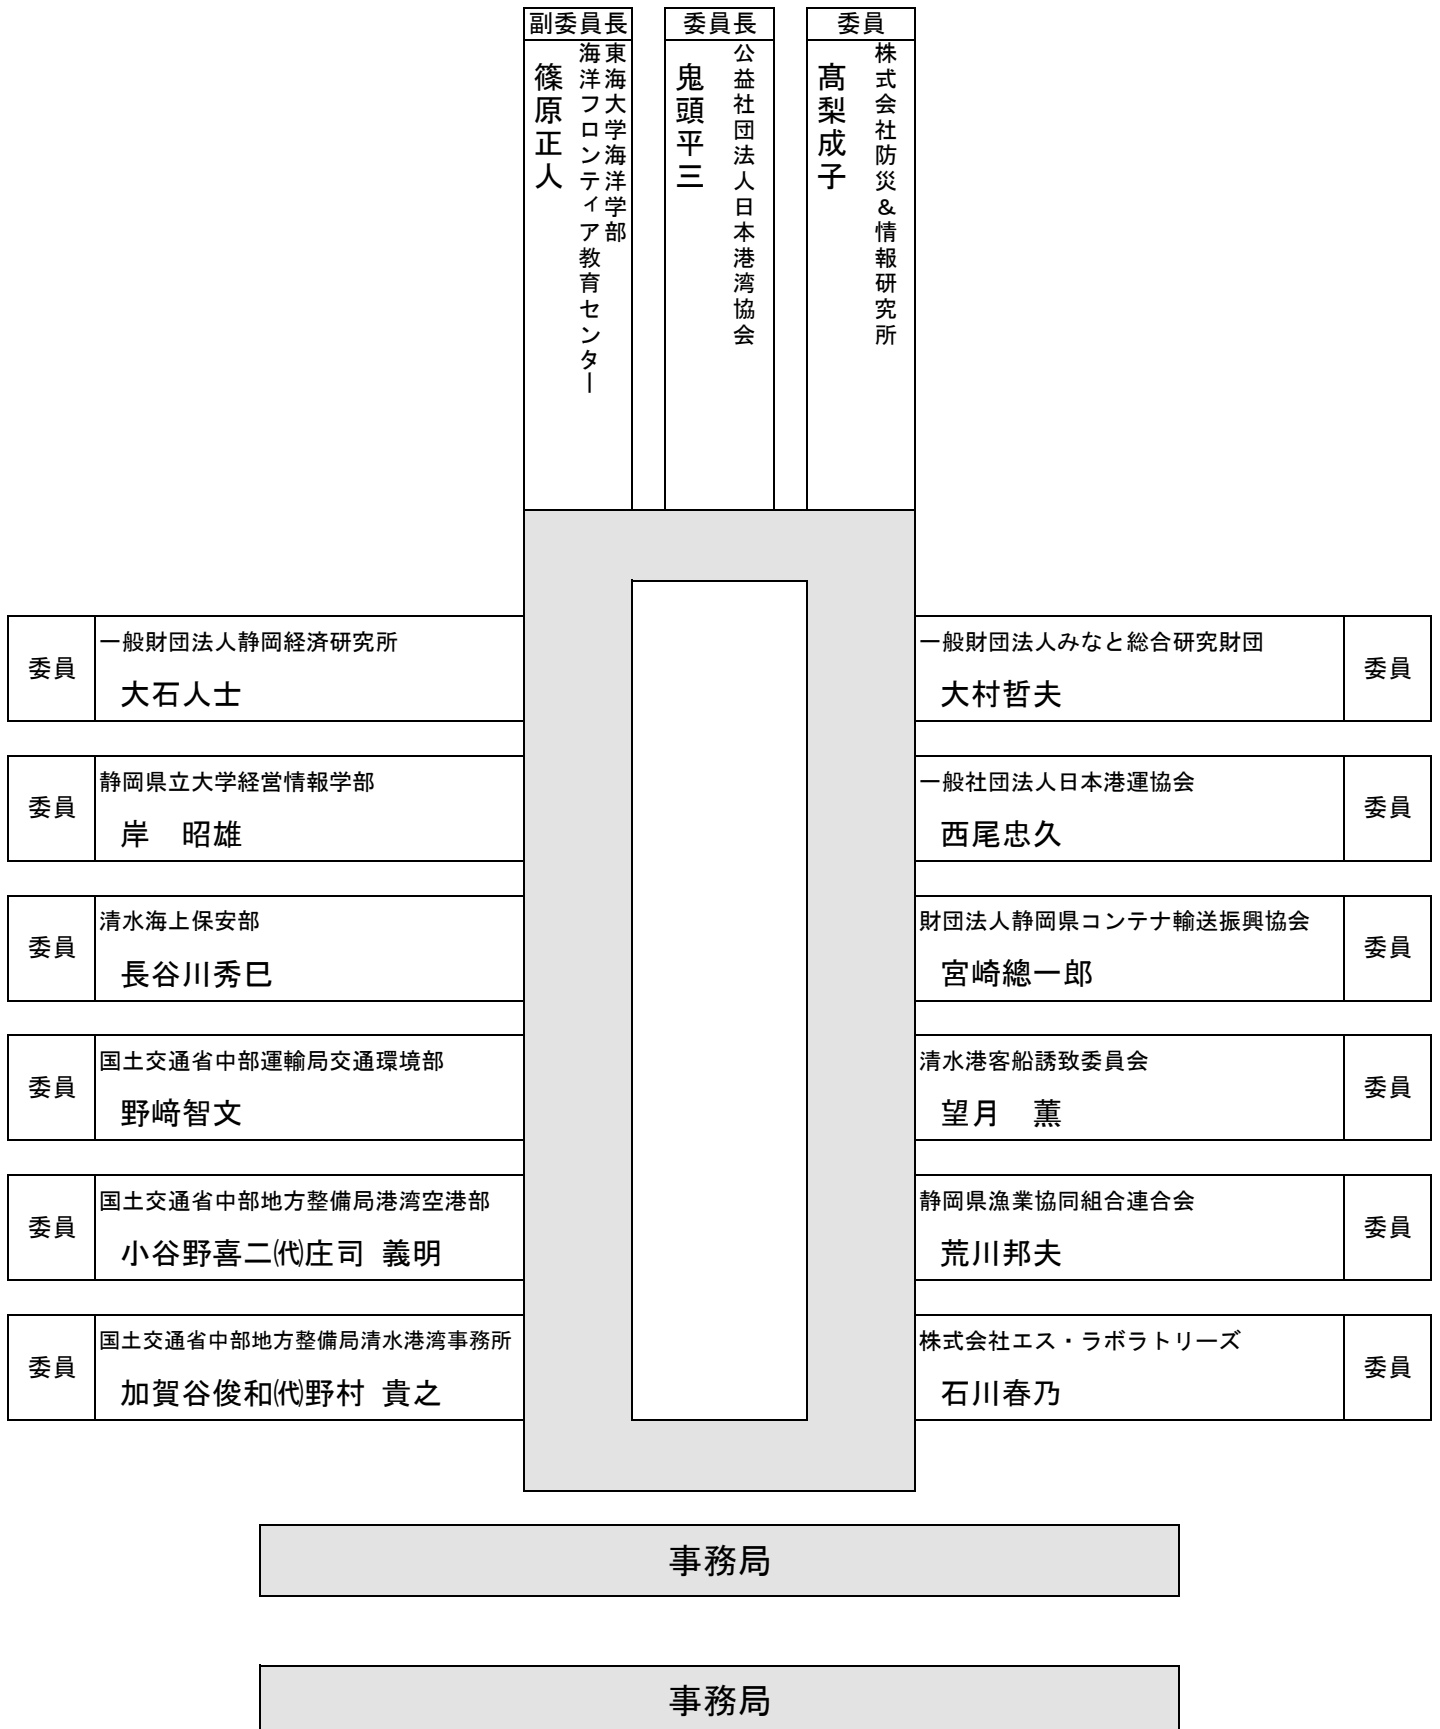 副委員長
東海大学海洋学部
海洋フロンティア教育センター
篠原正人
委員長
公益社団法人日本港湾協会
鬼頭平三
委員
株式会社防災＆情報研究所
髙梨成子
委員
一般財団法人静岡経済研究所
大石人士
委員
静岡県立大学経営情報学部
岸　昭雄
委員
清水海上保安部
長谷川秀巳
委員
国土交通省中部運輸局交通環境部
野﨑智文
委員
国土交通省中部地方整備局港湾空港部
小谷野喜二㈹庄司 義明
委員
国土交通省中部地方整備局清水港湾事務所
加賀谷俊和㈹野村 貴之
一般財団法人みなと総合研究財団
大村哲夫
委員
一般社団法人日本港運協会
西尾忠久
委員
財団法人静岡県コンテナ輸送振興協会
宮崎總一郎
委員
清水港客船誘致委員会
望月　薫
委員
静岡県漁業協同組合連合会
荒川邦夫
委員
株式会社エス・ラボラトリーズ
石川春乃
委員
事務局
事務局